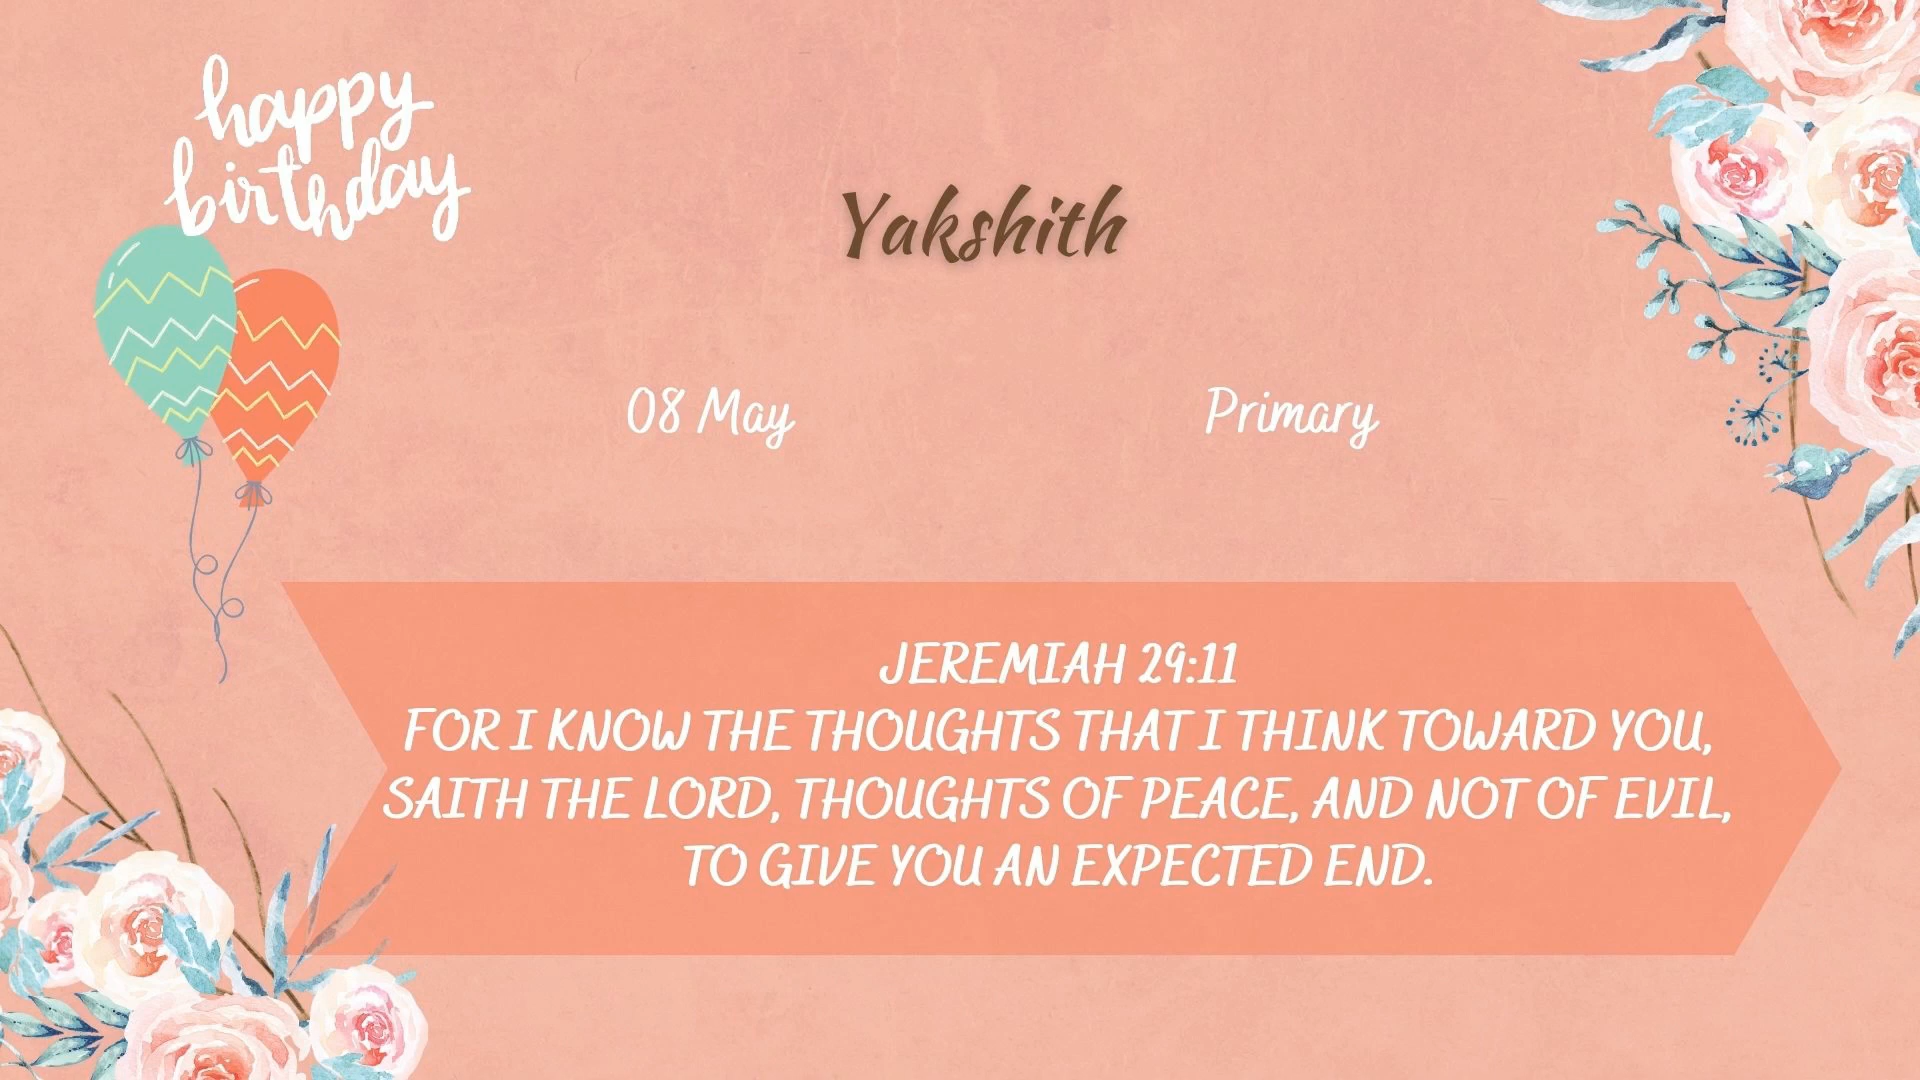 happy
birthday
Yakshith
08 May
Primary
JEREMIAH 29:11
FOR I KNOW THE THOUGHTS THAT I THINK TOWARD YOU,
SAITH THE LORD, THOUGHTS OF PEACE, AND NOT OF EVIL,
TO GIVE YOU AN EXPECTED END.